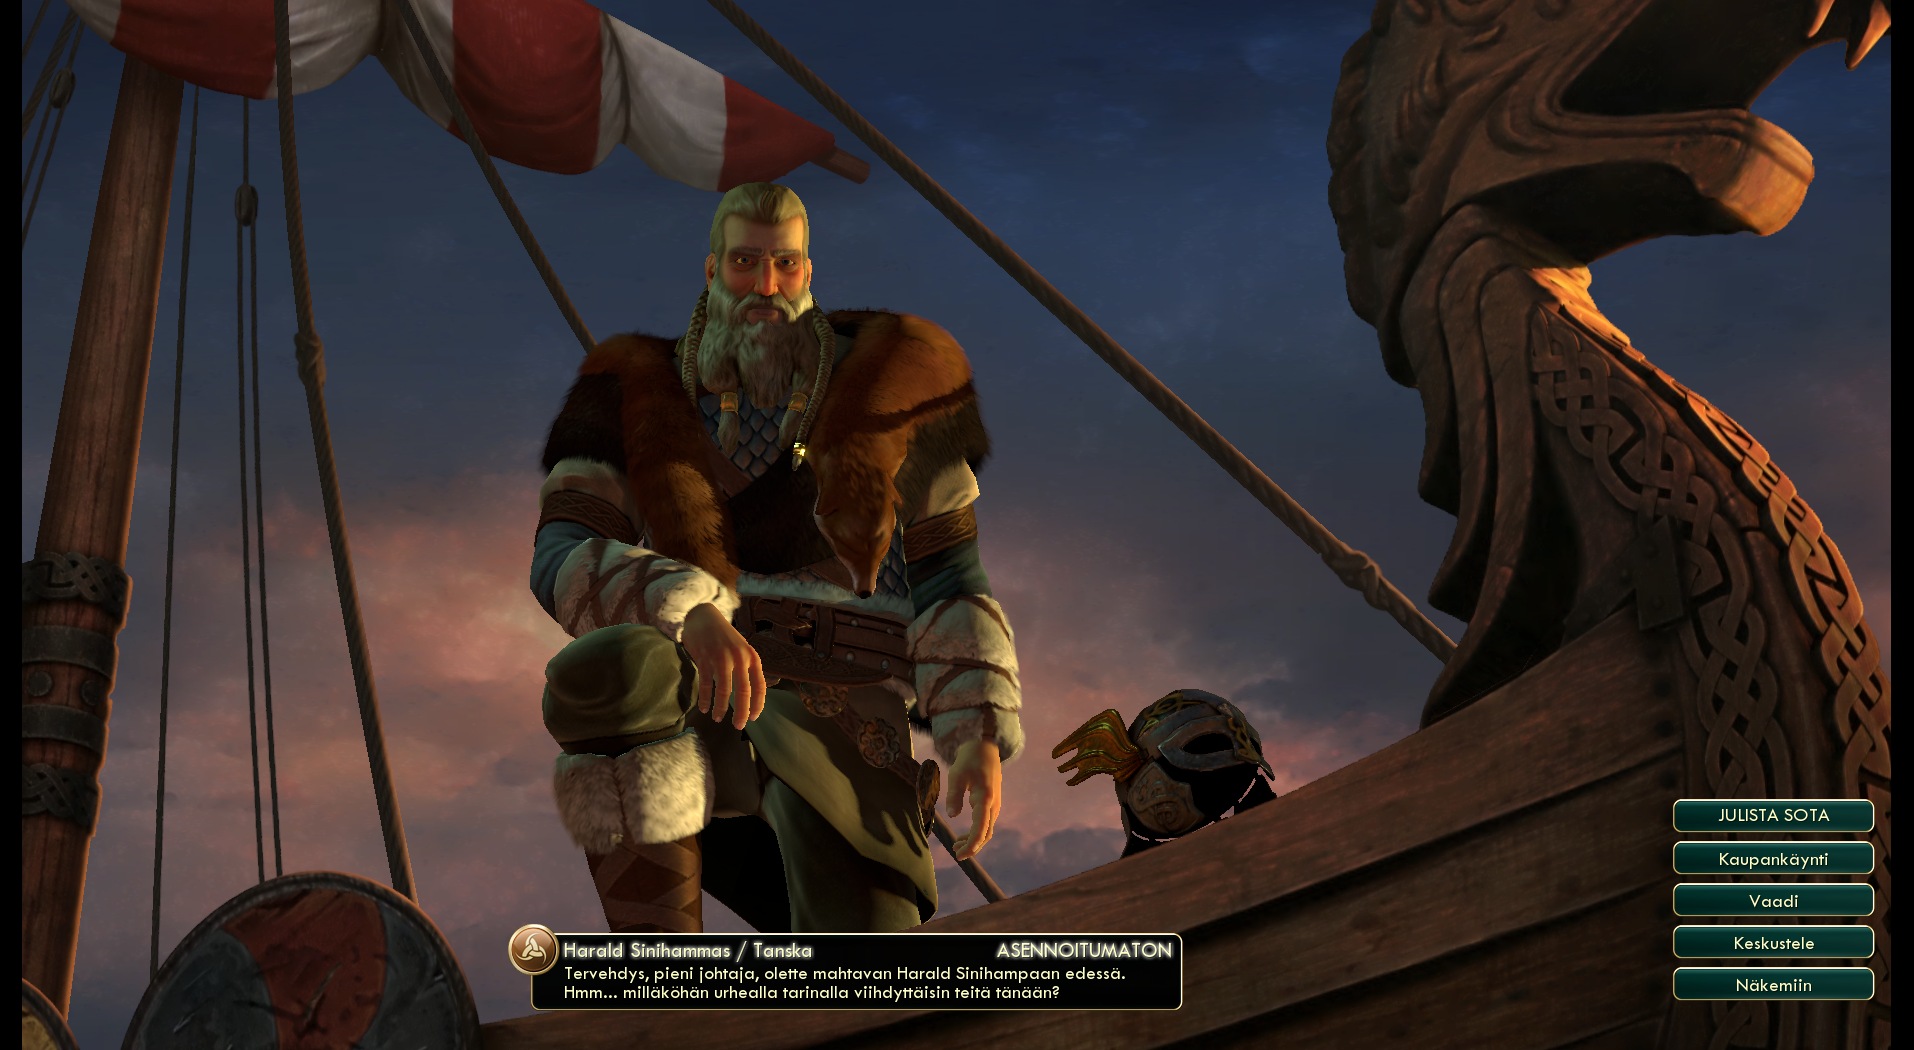 Harald Sinihammas / Tanska ASENNOITUMATON
Tervehdys, pieni johtaja, olette mahtavan Harald Sinihampaan edessä.
Hmm... milläköhän urhealla tarinalla viihdyttäisin teitä tänään?
JULISTA SOTA
Kaupankäynti
Vaadi
Keskustele
Näkemiin